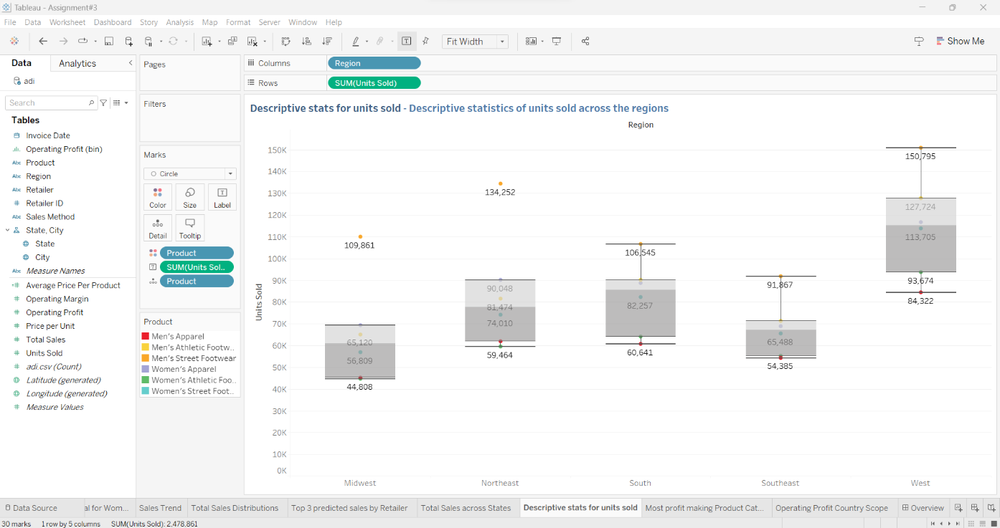 Tableau - Assignment#3
File Data Worksheet Dashboard Story Analysis Map Format Server Window Help
Fit Width
Show Me
Data Analytics
adi
Search
Tables
Invoice Date
Operating Profit (bin)
Abc Product
Abc Region
Abc Retailer
# Retailer ID
Abc Sales Method
State, City
State
City
Abc Measure Names
Average Price Per Product
# Operating Margin
# Operating Profit
# Price per Unit
# Total Sales
# Units Sold
# adi.csv (Count)
Latitude (generated)
Longitude (generated)
# Measure Values
Pages
Filters
Marks
Circle
Color Size Label
Detail Tooltip
Product
SUM(Units Sol..
Product
Product
Men's Apparel
Men's Athletic Footw..
Men's Street Footwear
Women's Apparel
Women's Athletic Foo..
Women's Street Foot..
Columns Region
Rows SUM(Units Sold)
Descriptive stats for units sold - Descriptive statistics of units sold across the regions
Region
Units Sold
150K
140K
130K
120K
110K
100K
90K
80K
70K
60K
50K
40K
30K
20K
10K
0K
109,861
65,120
56,809
44,808
134,252
90,048
81,474
74,010
59,464
106,545
82,257
60,641
91,867
65,488
54,385
150,795
127,724
113,705
93,674
84,322
Midwest Northeast South Southeast West
Data Source al for Wom... Sales Trend Total Sales Distributions Top 3 predicted sales by Retailer Total Sales across States Descriptive stats for units sold Most profit making Product Cat... Operating Profit Country Scope Overview
30 marks 1 row by 5 columns SUM(Units Sold): 2,478,861